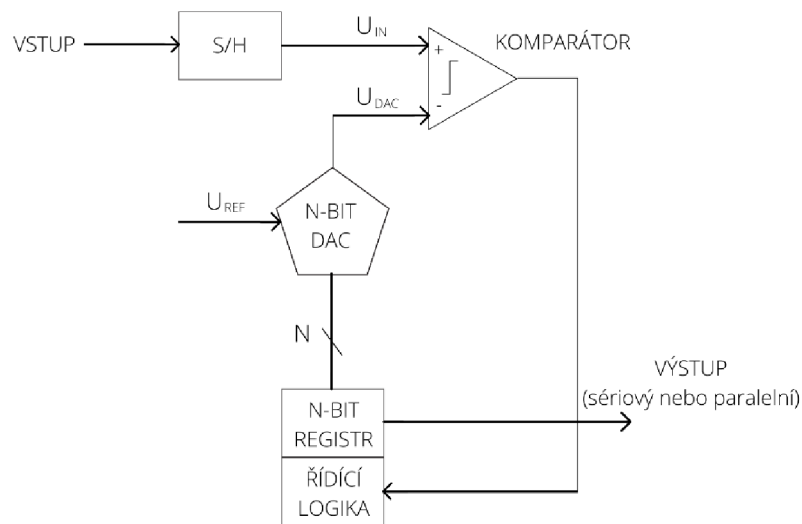 VSTUP
S/H
U_IN
KOMPARÁTOR
+
U_DAC
-
U_REF
N-BIT
DAC
N
VÝSTUP
(sériový nebo paralelní)
N-BIT
REGISTR
ŘÍDÍCÍ
LOGIKA